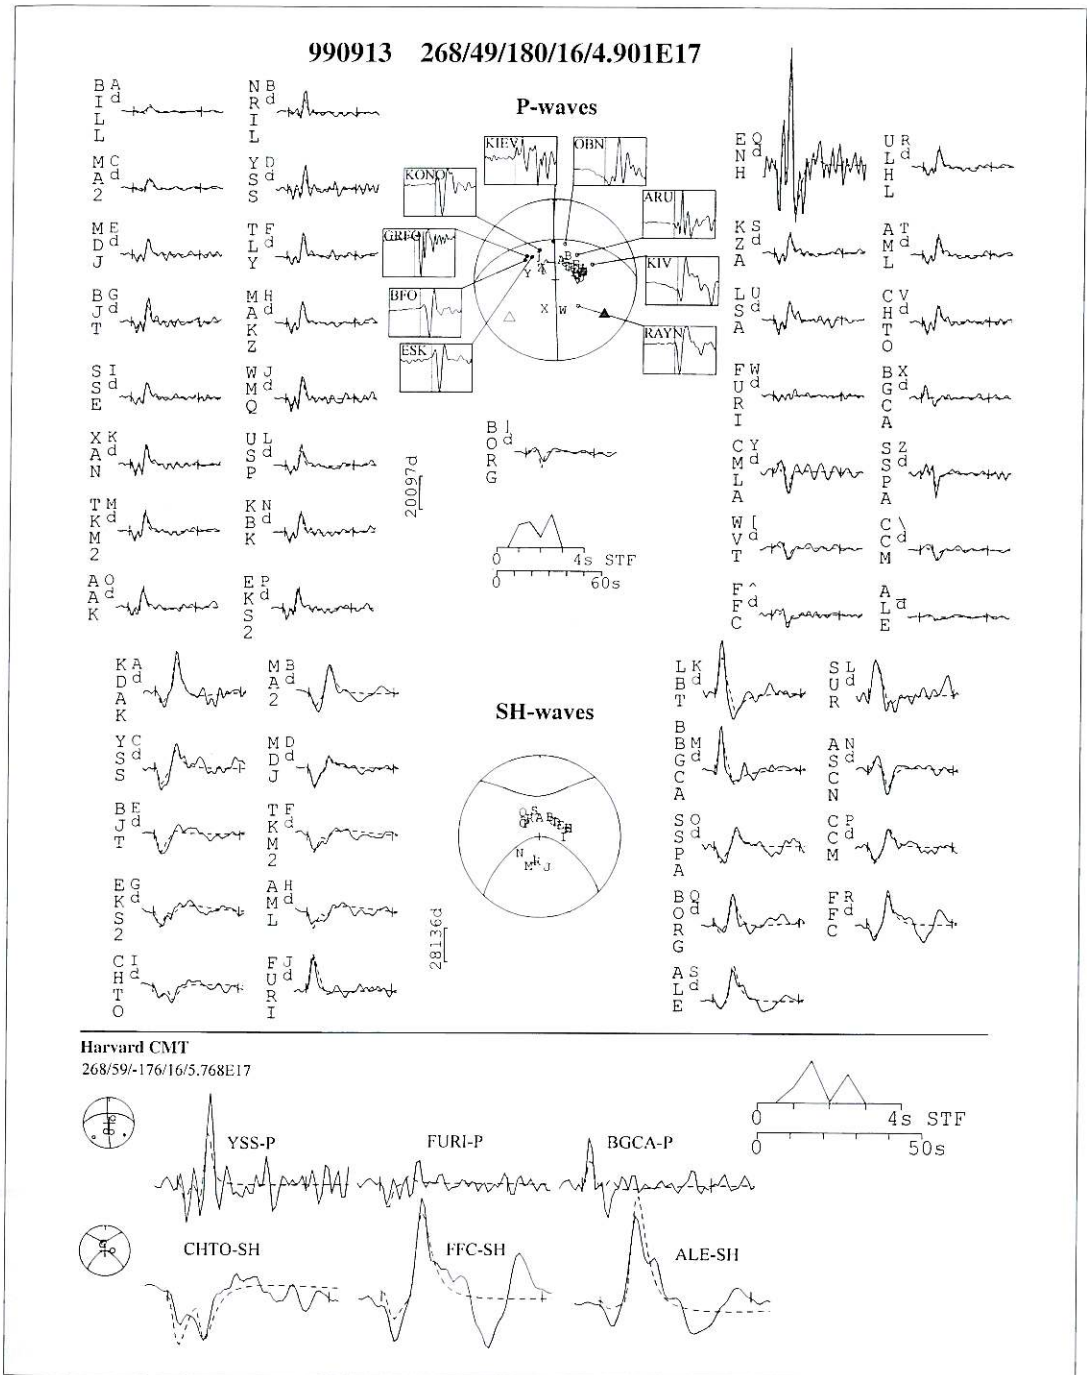 990913 268/49/180/16/4.901E17
P-waves
BILL A d
NRIL B d
MA2 C d
YSS D d
MDJ E d
TLY F d
BJT G d
MAKZ H d
SSE I d
WMQ J d
XAN K d
USP L d
TKM2 M d
KBK N d
AAK O d
EKS2 P d
KIEV
OBN
KONO
ARU
GRFO
KIV
BFO
RAYN
ESK
X W
Y
BORG ] d
20097d
0 4s STF
0 60s
ENH Q d
ULHL R d
KZA S d
AML T d
LSA U d
CHTO V d
FURI W d
BGCA X d
CMLA Y d
SSPA Z d
WVT [ d
CCM \ d
FFC ^ d
ALE _ d
SH-waves
KDAK A d
MA2 B d
YSS C d
MDJ D d
BJT E d
TKM2 F d
EKS2 G d
AML H d
CHTO I d
FURI J d
28136d
LBTB K d
SUR L d
BGCA M d
ASCN N d
SSPA O d
CCM P d
BORG Q d
FFC R d
ALE S d
Harvard CMT
268/59/-176/16/5.768E17
YSS-P
FURI-P
BGCA-P
0 4s STF
0 50s
CHTO-SH
FFC-SH
ALE-SH